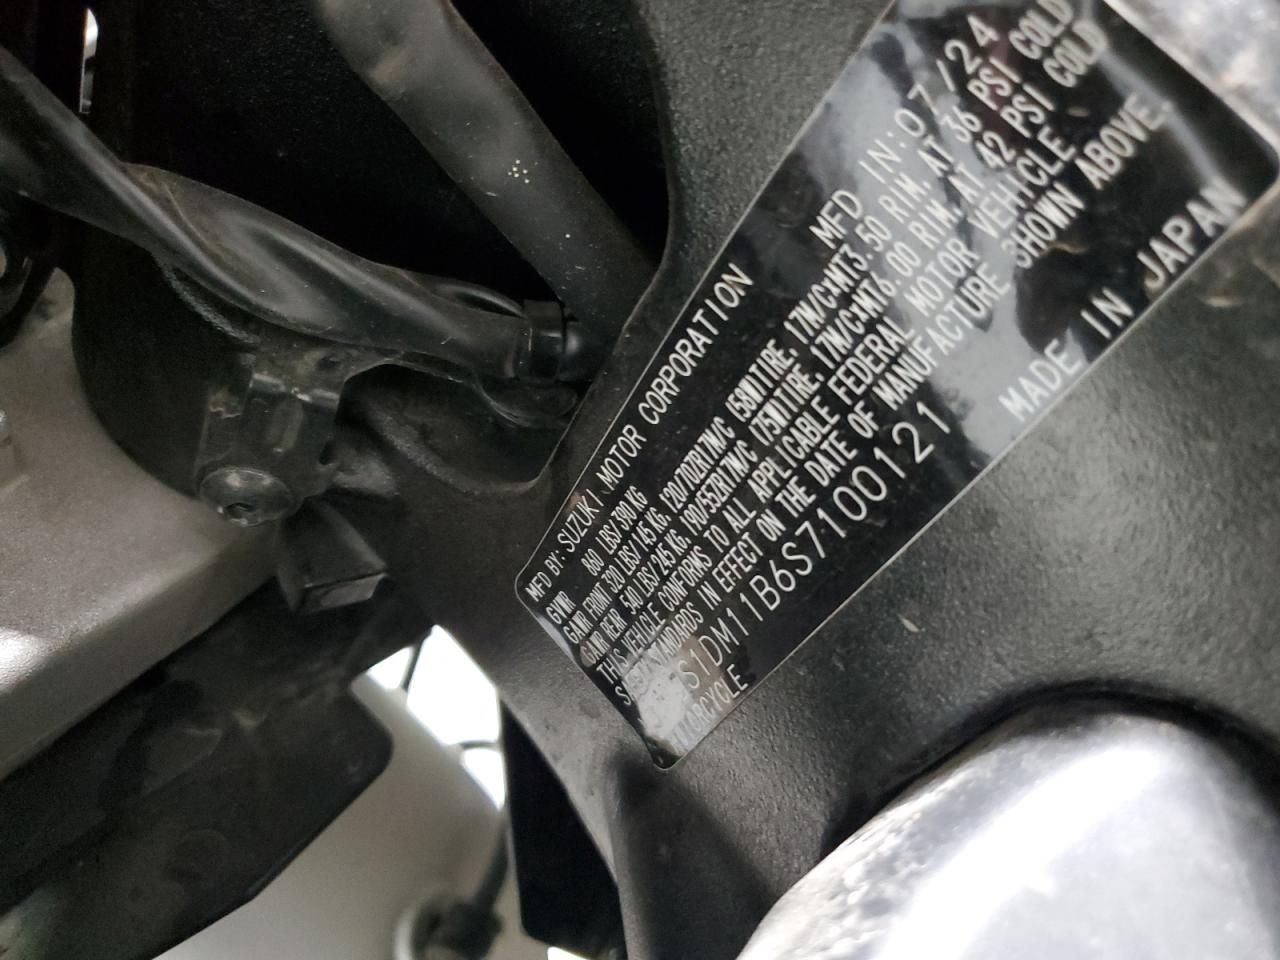 MFD BY: SUZUKI MOTOR CORPORATION MFD IN:07/24
GVWR 860 LBS/390 KG
GAWR FRONT 320 LBS/145 KG, 120/70ZR17M/C (58W)TIRE, 17M/C×MT3.50 RIM, AT 36 PSI COLD
GAWR REAR 540 LBS/245 KG, 190/55ZR17M/C (75W)TIRE, 17M/C×MT6.00 RIM, AT 42 PSI COLD
THIS VEHICLE CONFORMS TO ALL APPLICABLE FEDERAL MOTOR VEHICLE
STANDARDS IN EFFECT ON THE DATE OF MANUFACTURE SHOWN ABOVE.
S1DM11B6S7100121
MOTORCYCLE MADE IN JAPAN